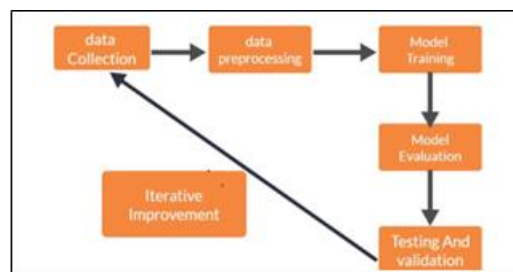 data
Collection
data
preprocessing
Model
Training
Model
Evaluation
Iterative
Improvement
Testing And
validation